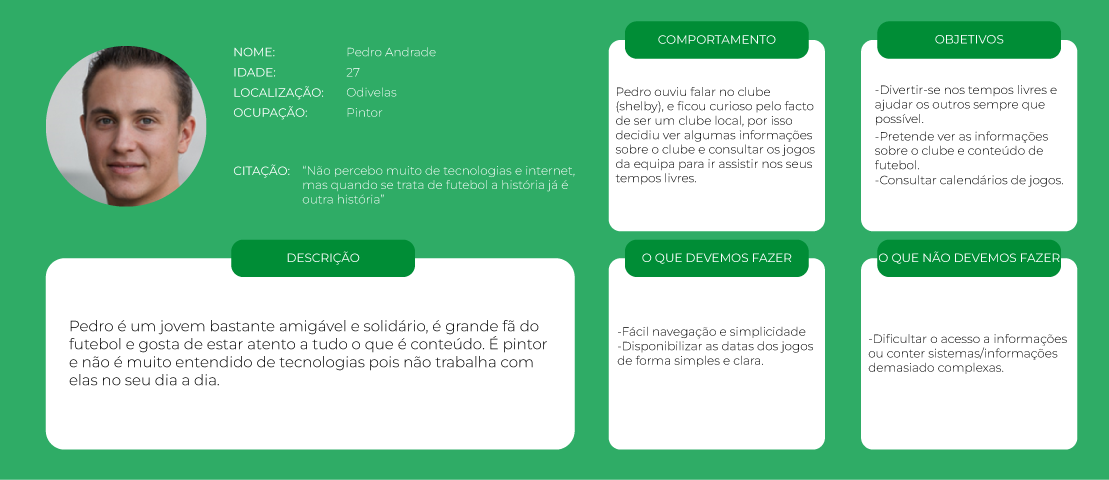 NOME: Pedro Andrade
IDADE: 27
LOCALIZAÇÃO: Odivelas
OCUPAÇÃO: Pintor
CITAÇÃO: “Não percebo muito de tecnologias e internet,
mas quando se trata de futebol a história já é
outra história”
COMPORTAMENTO
Pedro ouviu falar no clube
(shelby), e ficou curioso pelo facto
de ser um clube local, por isso
decidiu ver algumas informações
sobre o clube e consultar os jogos
da equipa para ir assistir nos seus
tempos livres.
OBJETIVOS
-Divertir-se nos tempos livres e
ajudar os outros sempre que
possível.
-Pretende ver as informações
sobre o clube e conteúdo de
futebol.
-Consultar calendários de jogos.
DESCRIÇÃO
Pedro é um jovem bastante amigável e solidário, é grande fã do
futebol e gosta de estar atento a tudo o que é conteúdo. É pintor
e não é muito entendido de tecnologias pois não trabalha com
elas no seu dia a dia.
O QUE DEVEMOS FAZER
-Fácil navegação e simplicidade
-Disponibilizar as datas dos jogos
de forma simples e clara.
O QUE NÃO DEVEMOS FAZER
-Dificultar o acesso a informações
ou conter sistemas/informações
demasiado complexas.